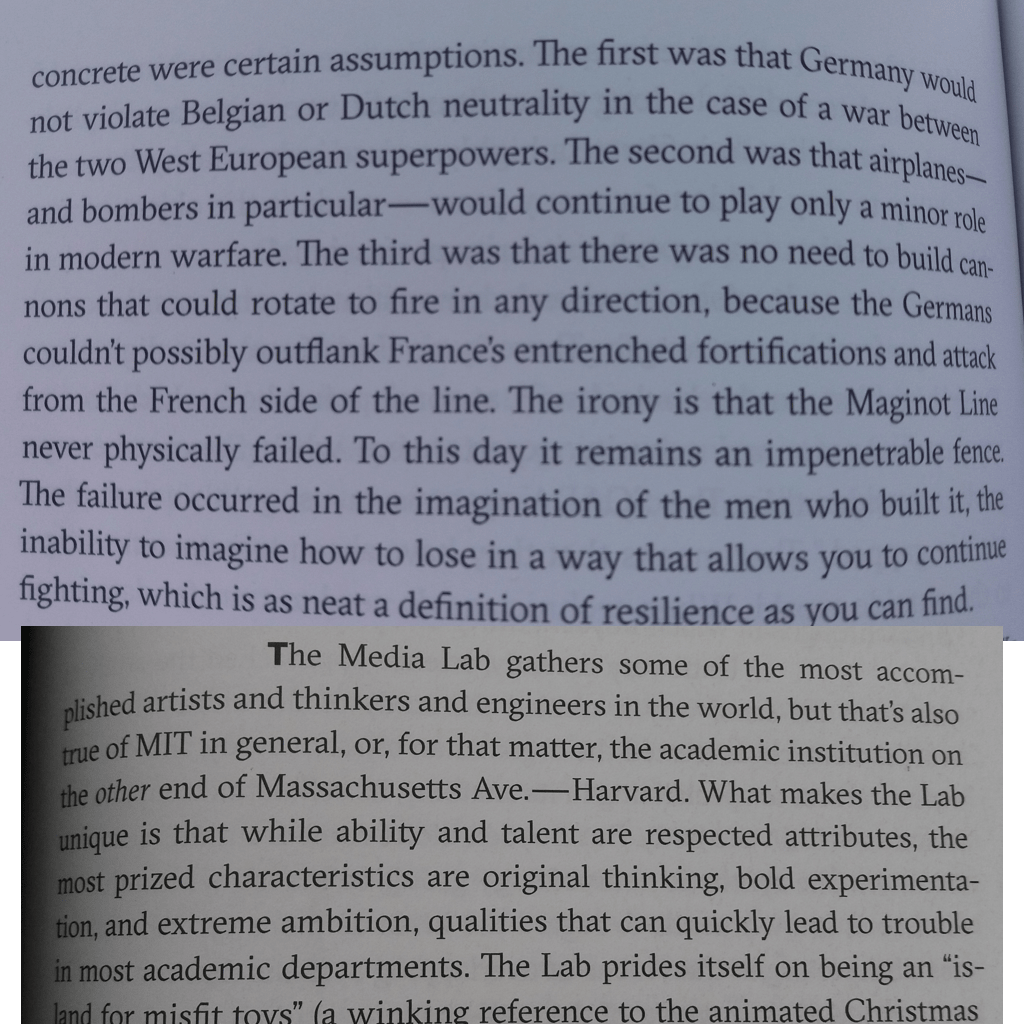 concrete were certain assumptions. The first was that Germany would
not violate Belgian or Dutch neutrality in the case of a war between
the two West European superpowers. The second was that airplanes—
and bombers in particular—would continue to play only a minor role
in modern warfare. The third was that there was no need to build can-
nons that could rotate to fire in any direction, because the Germans
couldn't possibly outflank France's entrenched fortifications and attack
from the French side of the line. The irony is that the Maginot Line
never physically failed. To this day it remains an impenetrable fence.
The failure occurred in the imagination of the men who built it, the
inability to imagine how to lose in a way that allows you to continue
fighting, which is as neat a definition of resilience as you can find.
The Media Lab gathers some of the most accom-
plished artists and thinkers and engineers in the world, but that's also
true of MIT in general, or, for that matter, the academic institution on
the other end of Massachusetts Ave.—Harvard. What makes the Lab
unique is that while ability and talent are respected attributes, the
most prized characteristics are original thinking, bold experimenta-
tion, and extreme ambition, qualities that can quickly lead to trouble
in most academic departments. The Lab prides itself on being an “is-
land for misfit toys” (a winking reference to the animated Christmas